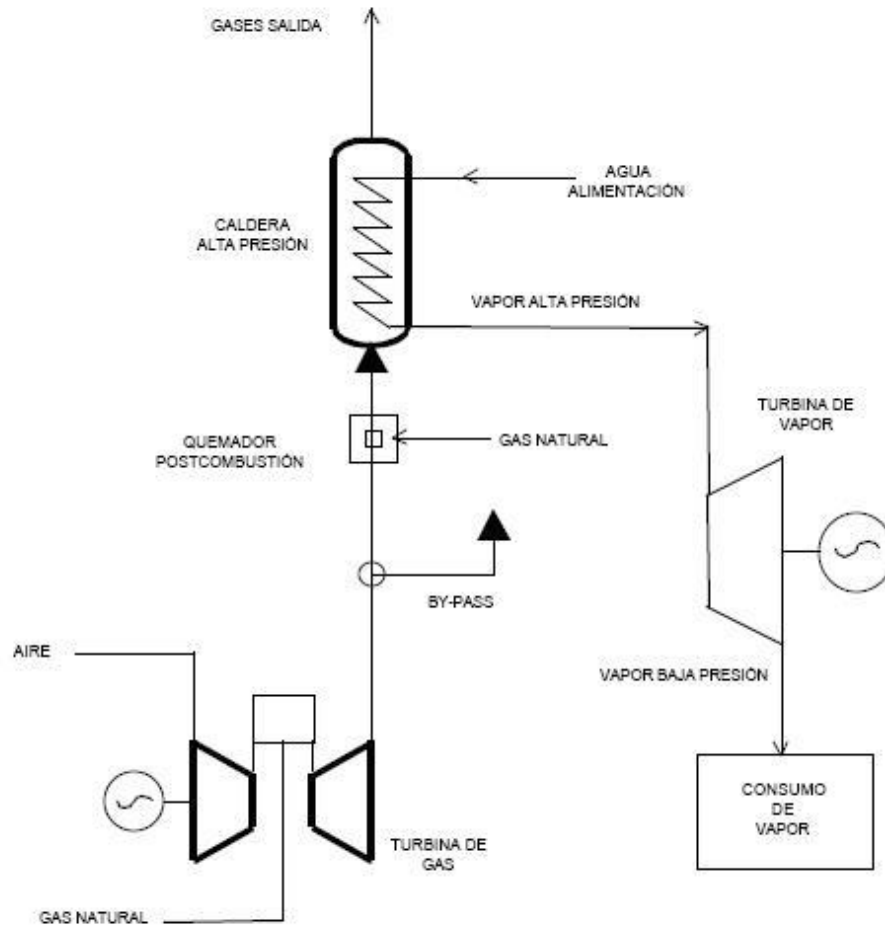 GASES SALIDA
AGUA
ALIMENTACIÓN
CALDERA
ALTA PRESIÓN
VAPOR ALTA PRESIÓN
TURBINA DE
VAPOR
QUEMADOR
POSTCOMBUSTIÓN
GAS NATURAL
BY-PASS
AIRE
VAPOR BAJA PRESIÓN
CONSUMO
DE
VAPOR
TURBINA DE
GAS
GAS NATURAL